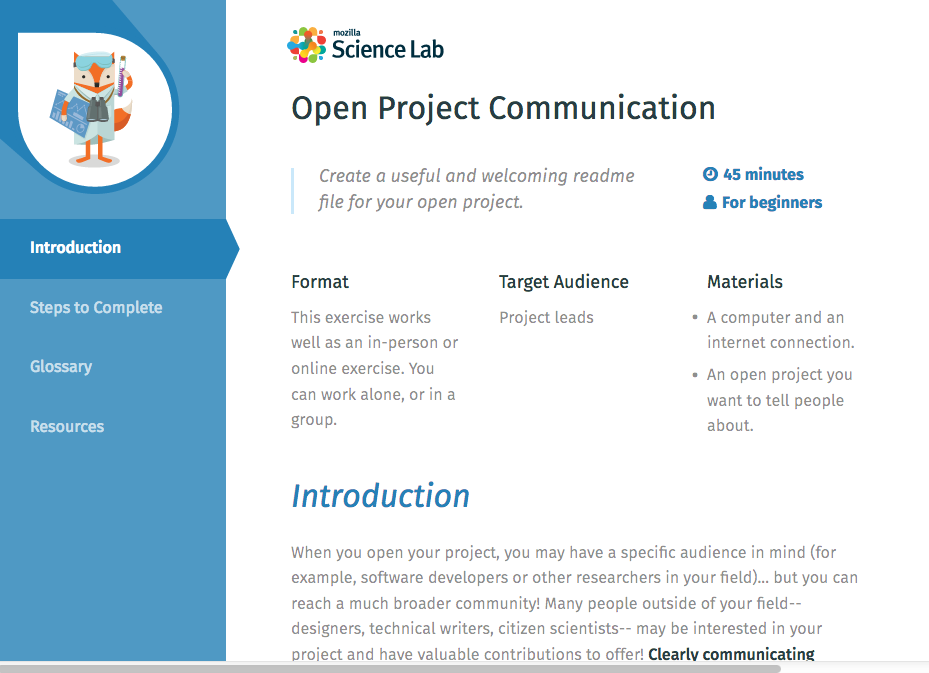 mozilla
Science Lab
Open Project Communication
Create a useful and welcoming readme
file for your open project.
45 minutes
For beginners
Introduction
Steps to Complete
Glossary
Resources
Format
This exercise works
well as an in-person or
online exercise. You
can work alone, or in a
group.
Target Audience
Project leads
Materials
• A computer and an
internet connection.
• An open project you
want to tell people
about.
Introduction
When you open your project, you may have a specific audience in mind (for
example, software developers or other researchers in your field)... but you can
reach a much broader community! Many people outside of your field--
designers, technical writers, citizen scientists-- may be interested in your
project and have valuable contributions to offer! Clearly communicating